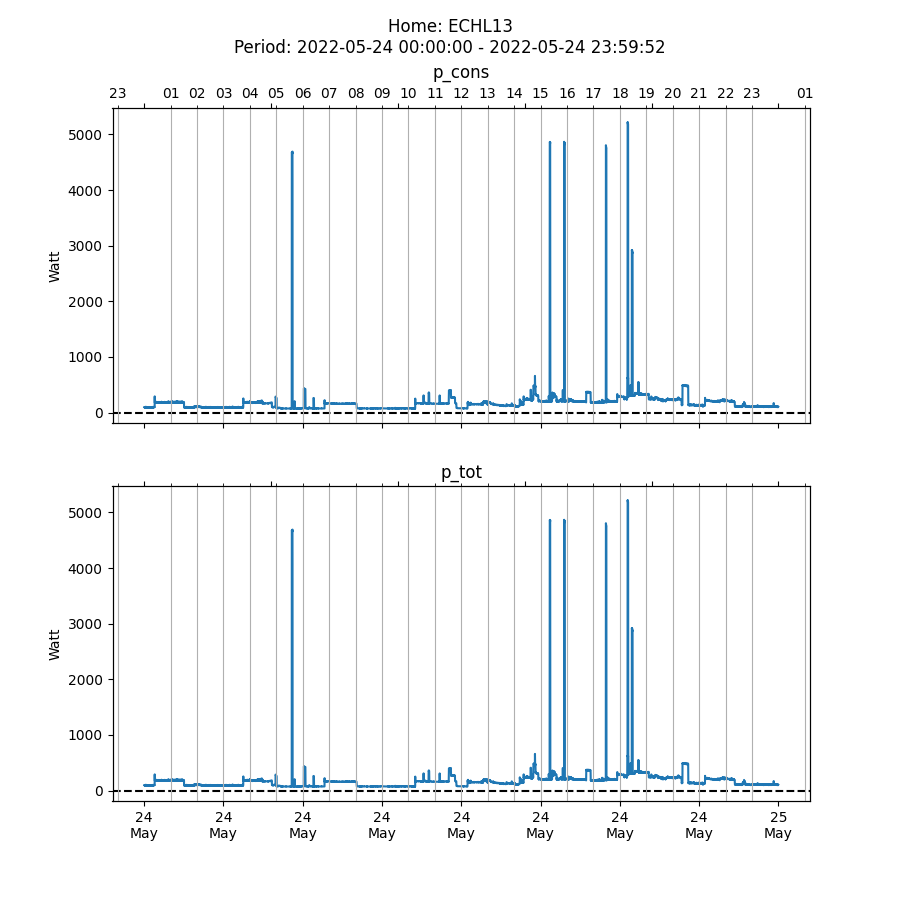 Home: ECHL13
Period: 2022-05-24 00:00:00 - 2022-05-24 23:59:52
p_cons
23 01 02 03 04 05 06 07 08 09 10 11 12 13 14 15 16 17 18 19 20 21 22 23 01
5000
4000
3000
2000
1000
0
Watt
p_tot
5000
4000
3000
2000
1000
0
Watt
24 24 24 24 24 24 24 24 25
May May May May May May May May May